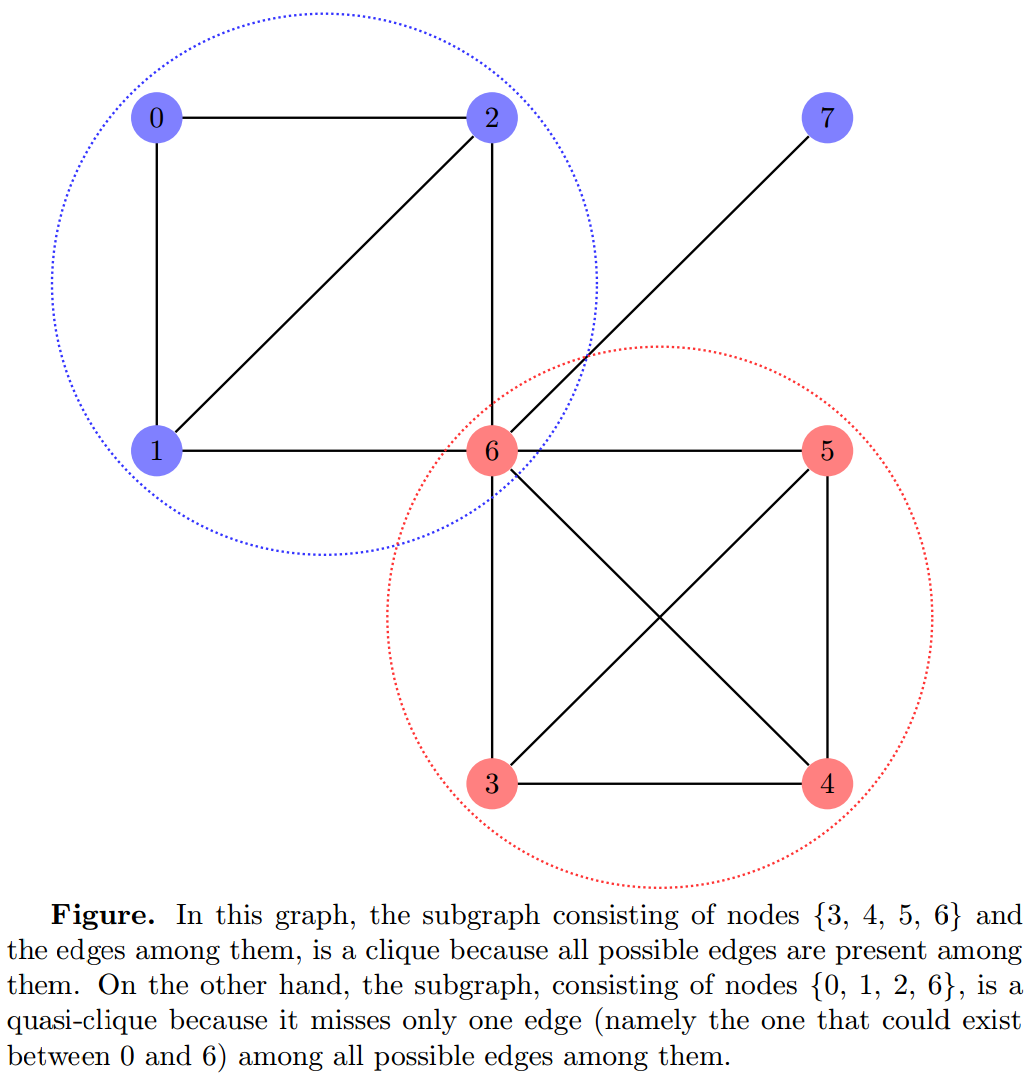 0
2
7
1
6
5
3
4
Figure. In this graph, the subgraph consisting of nodes {3, 4, 5, 6} and
the edges among them, is a clique because all possible edges are present among
them. On the other hand, the subgraph, consisting of nodes {0, 1, 2, 6}, is a
quasi-clique because it misses only one edge (namely the one that could exist
between 0 and 6) among all possible edges among them.